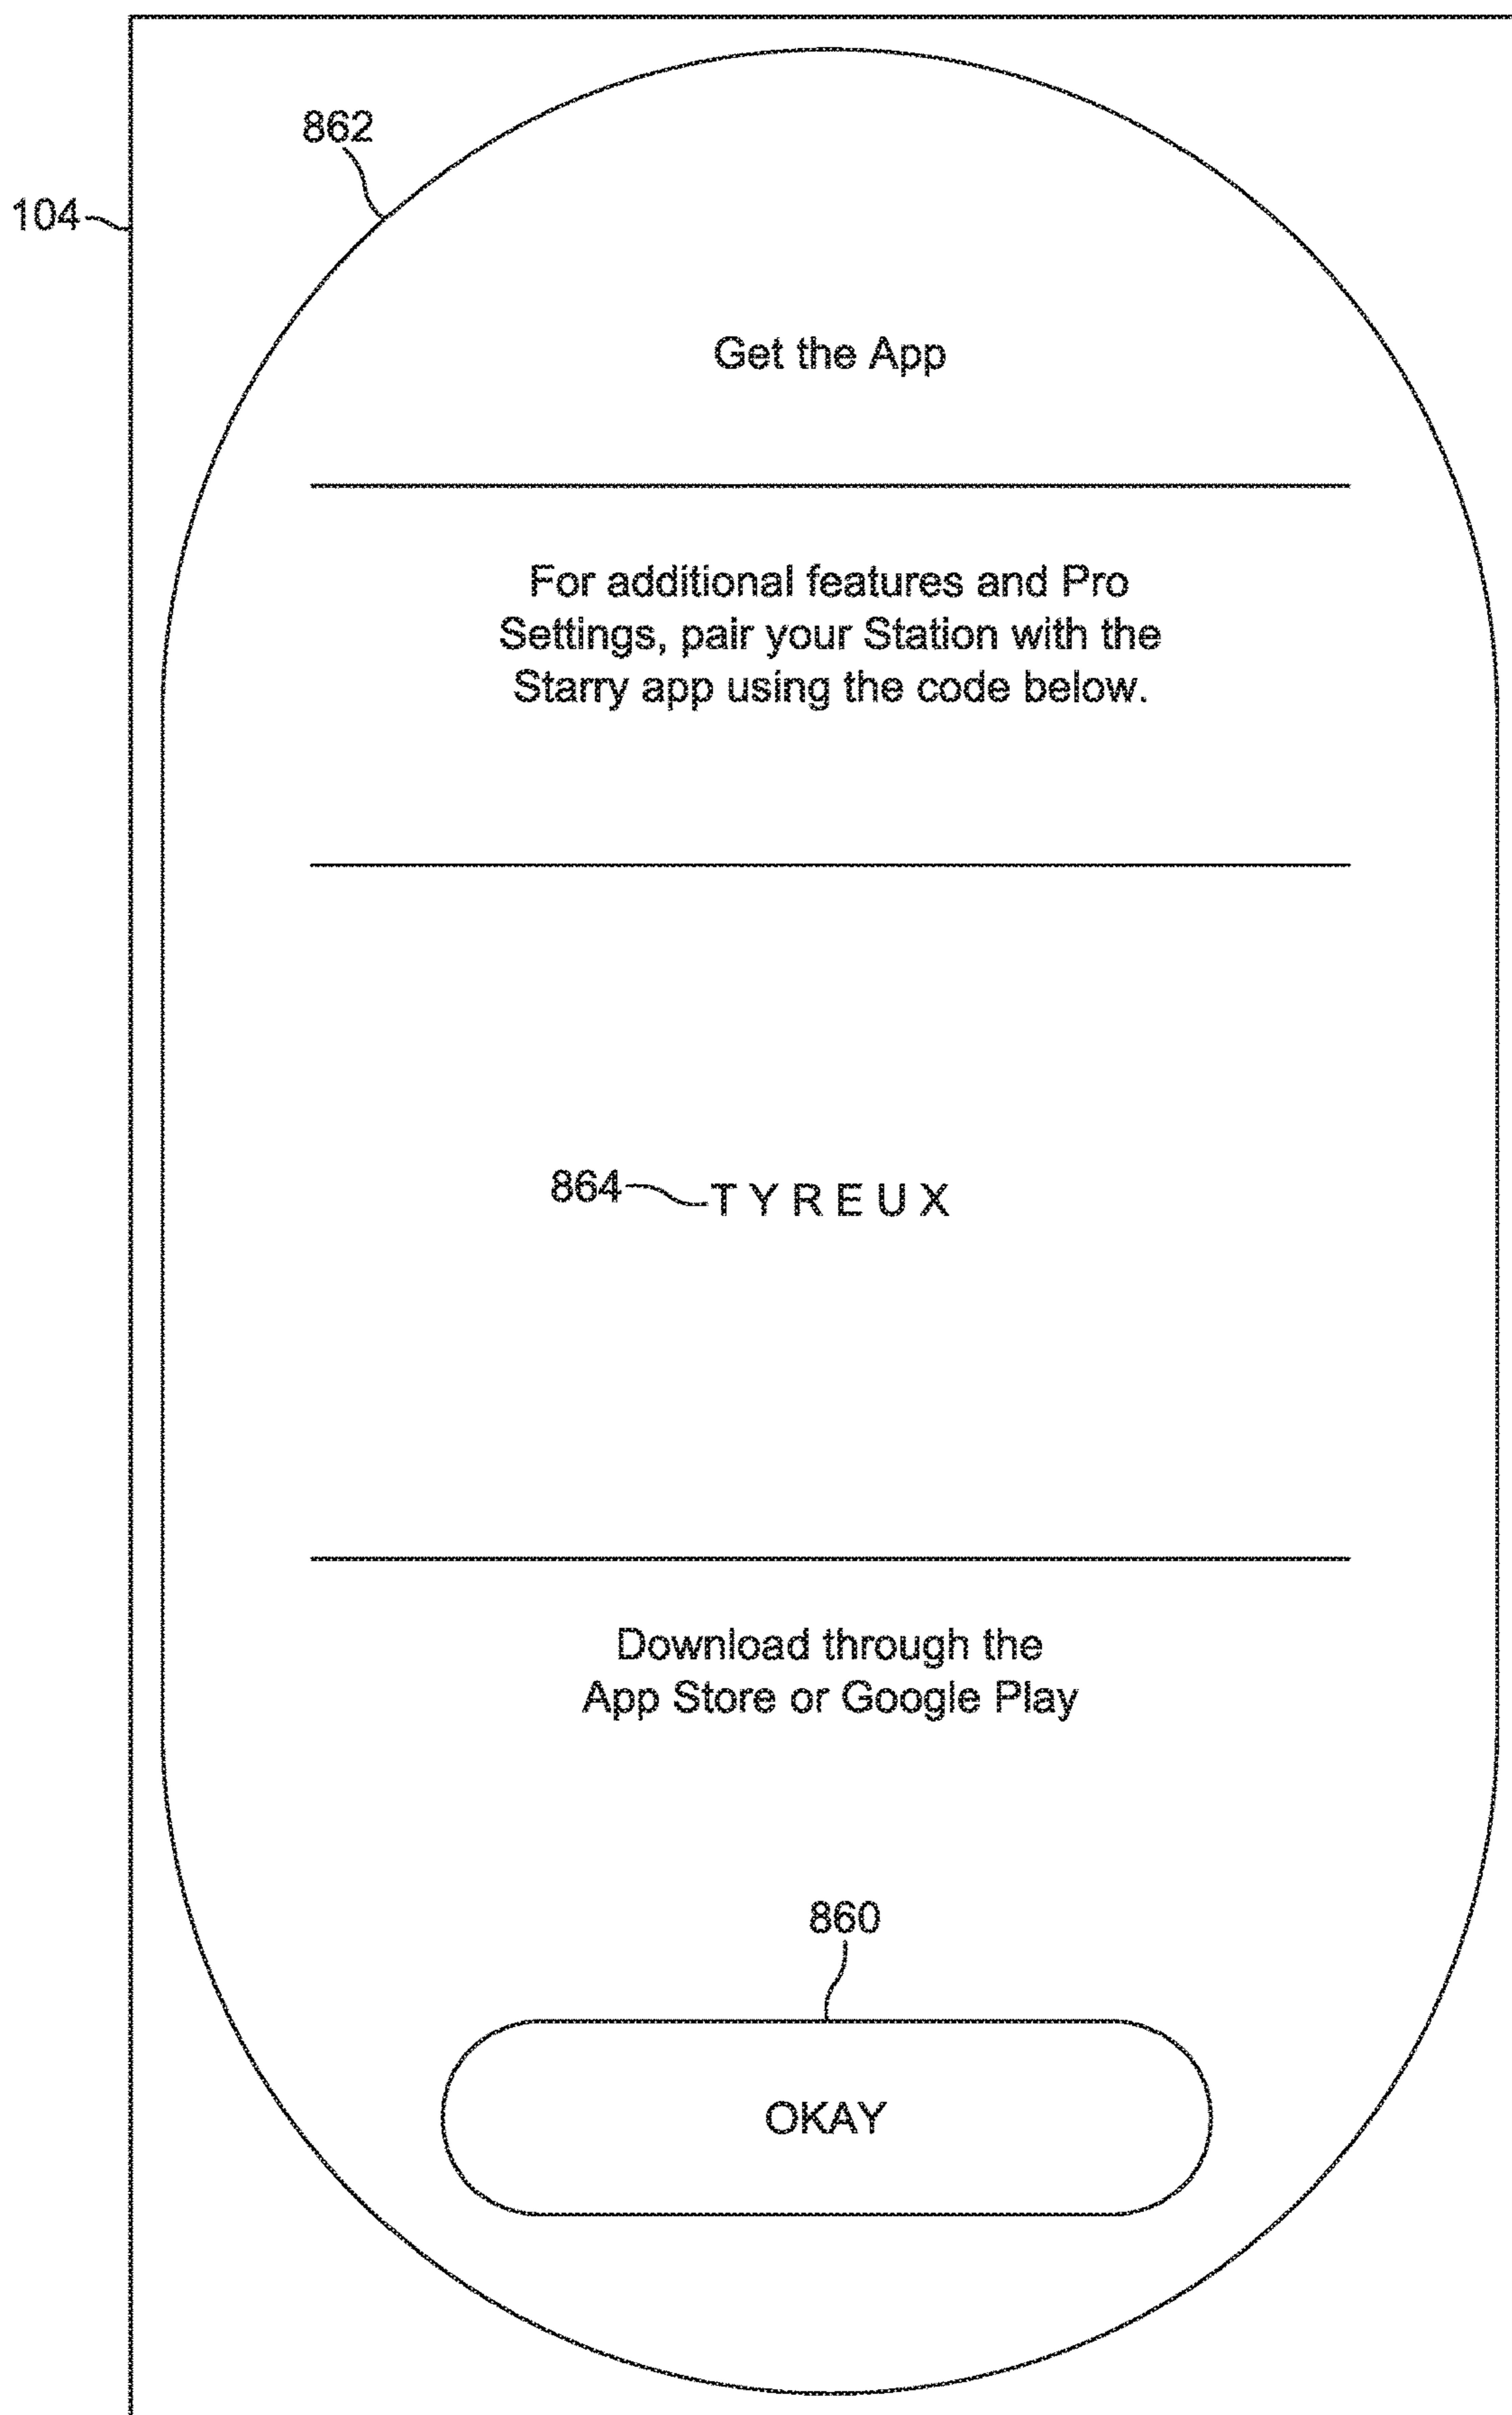 862
104
Get the App
For additional features and Pro
Settings, pair your Station with the
Starry app using the code below.
864 TYREUX
Download through the
App Store or Google Play
860
OKAY